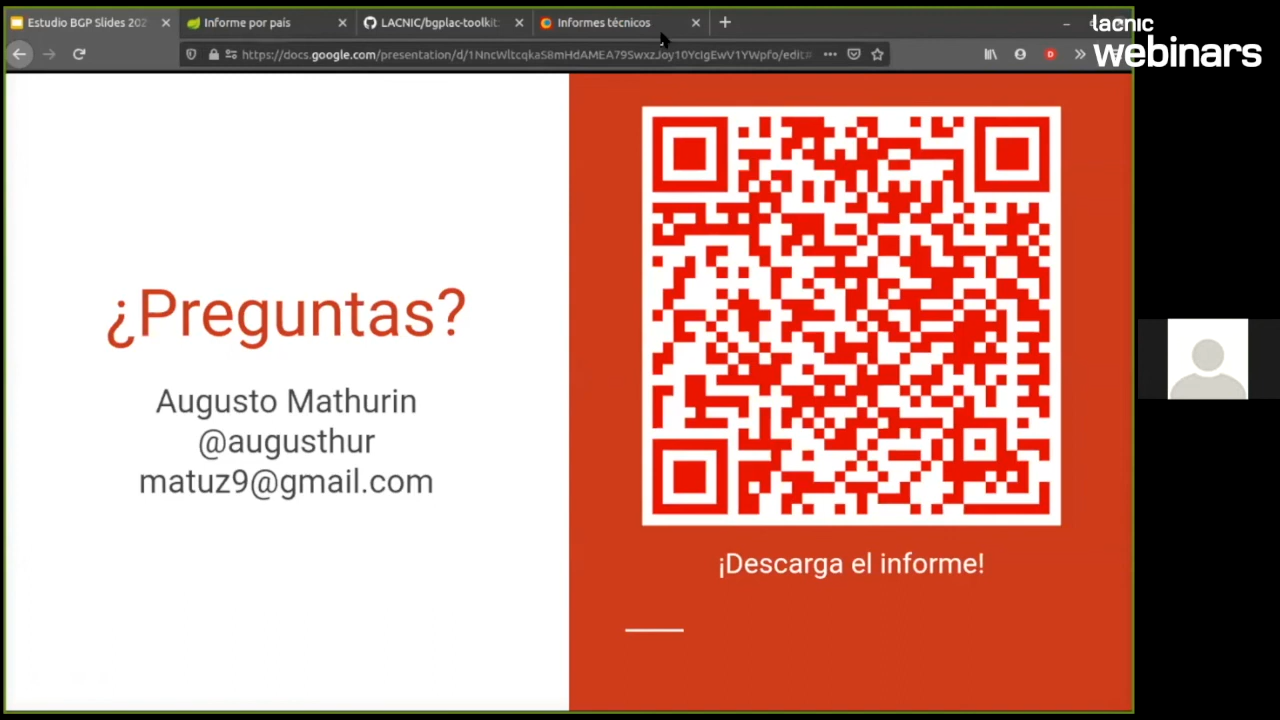 Estudio BGP Slides 202
Informe por país
LACNIC/bgplac-toolkit:
Informes técnicos
lacnic
webinars
¿Preguntas?
Augusto Mathurin
@augusthur
matuz9@gmail.com
¡Descarga el informe!